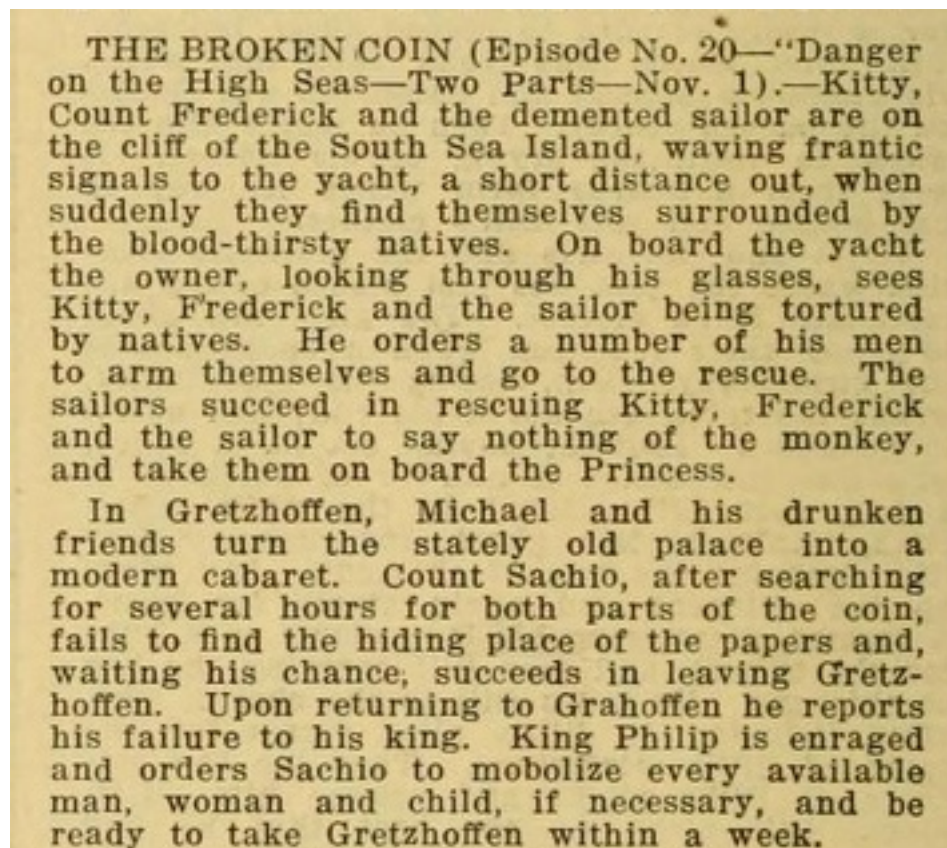 THE BROKEN COIN (Episode No. 20—"Danger
on the High Seas—Two Parts—Nov. 1).—Kitty,
Count Frederick and the demented sailor are on
the cliff of the South Sea Island, waving frantic
signals to the yacht, a short distance out, when
suddenly they find themselves surrounded by
the blood-thirsty natives. On board the yacht
the owner, looking through his glasses, sees
Kitty, Frederick and the sailor being tortured
by natives. He orders a number of his men
to arm themselves and go to the rescue. The
sailors succeed in rescuing Kitty, Frederick
and the sailor to say nothing of the monkey,
and take them on board the Princess.
In Gretzhoffen, Michael and his drunken
friends turn the stately old palace into a
modern cabaret. Count Sachio, after searching
for several hours for both parts of the coin,
fails to find the hiding place of the papers and,
waiting his chance, succeeds in leaving Gretz-
hoffen. Upon returning to Grahoffen he reports
his failure to his king. King Philip is enraged
and orders Sachio to mobolize every available
man, woman and child, if necessary, and be
ready to take Gretzhoffen within a week.